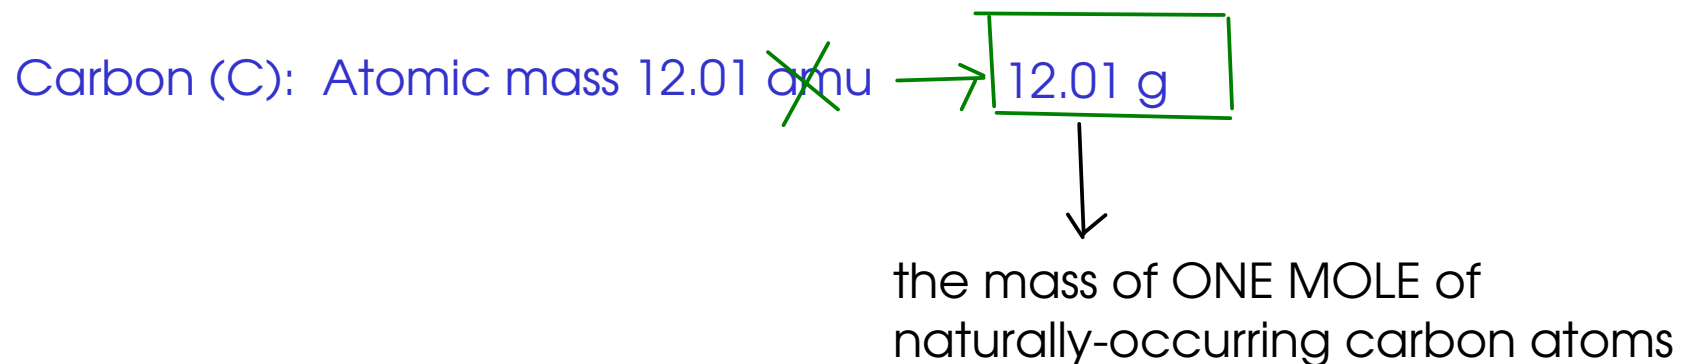 Carbon (C): Atomic mass 12.01 amu 12.01 g
the mass of ONE MOLE of
naturally-occurring carbon atoms